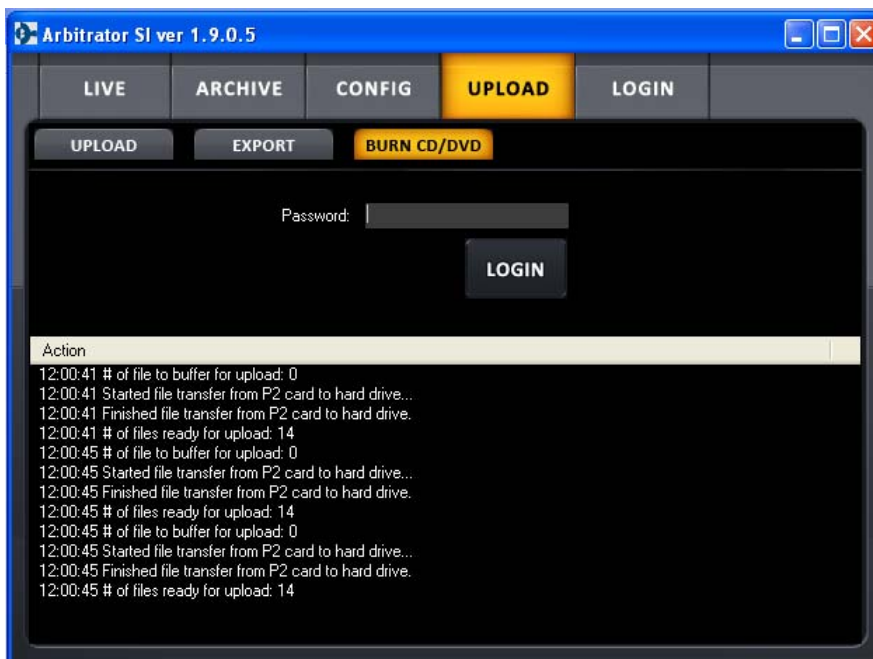 Arbitrator SI ver 1.9.0.5
LIVE ARCHIVE CONFIG UPLOAD LOGIN
UPLOAD EXPORT BURN CD/DVD
Password:
LOGIN
Action
12:00:41 # of file to buffer for upload: 0
12:00:41 Started file transfer from P2 card to hard drive...
12:00:41 Finished file transfer from P2 card to hard drive.
12:00:41 # of files ready for upload: 14
12:00:45 # of file to buffer for upload: 0
12:00:45 Started file transfer from P2 card to hard drive...
12:00:45 Finished file transfer from P2 card to hard drive.
12:00:45 # of files ready for upload: 14
12:00:45 # of file to buffer for upload: 0
12:00:45 Started file transfer from P2 card to hard drive...
12:00:45 Finished file transfer from P2 card to hard drive.
12:00:45 # of files ready for upload: 14